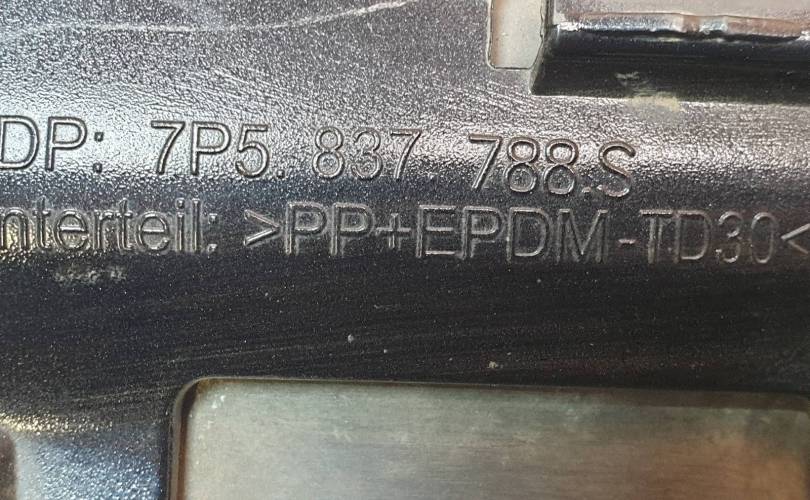 DP: 7P5.837 788.S
nterteil: >PP+EPDM-TD30<